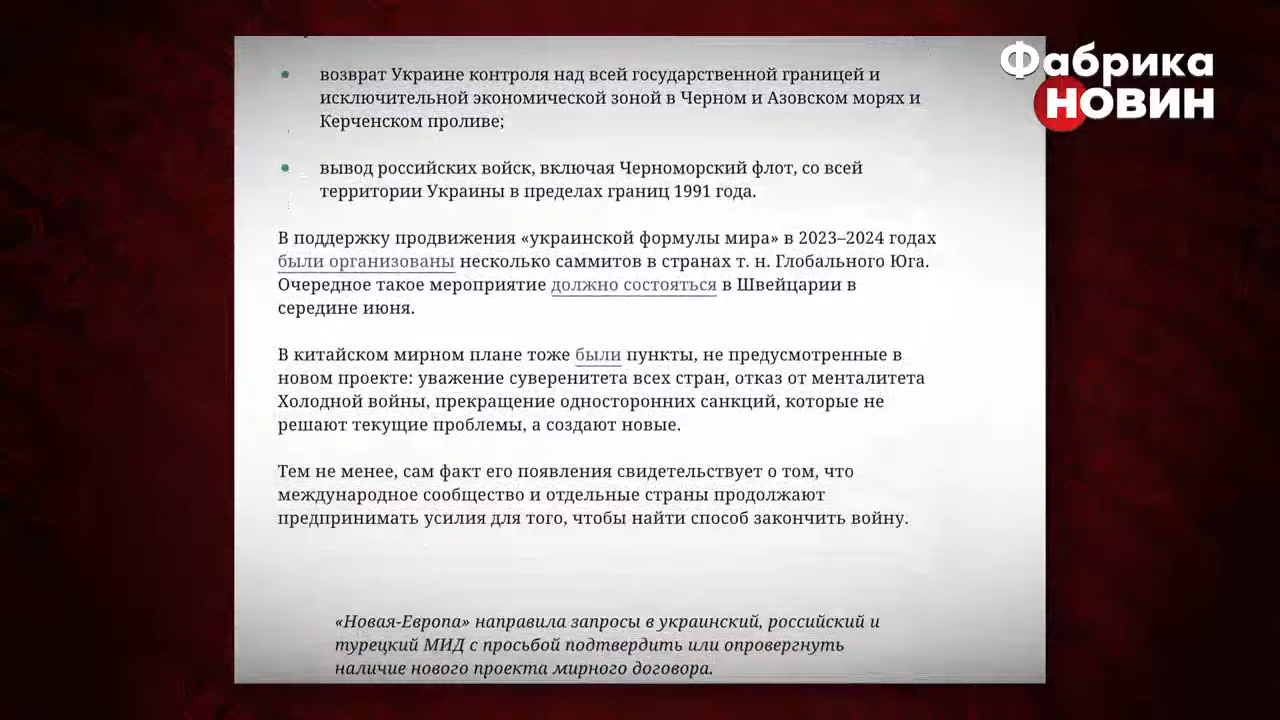 Фабрика
НОВИН
возврат Украине контроля над всей государственной границей и
исключительной экономической зоной в Черном и Азовском морях и
Керченском проливе;
вывод российских войск, включая Черноморский флот, со всей
территории Украины в пределах границ 1991 года.
В поддержку продвижения «украинской формулы мира» в 2023–2024 годах
были организованы несколько саммитов в странах т. н. Глобального Юга.
Очередное такое мероприятие должно состояться в Швейцарии в
середине июня.
В китайском мирном плане тоже были пункты, не предусмотренные в
новом проекте: уважение суверенитета всех стран, отказ от менталитета
Холодной войны, прекращение односторонних санкций, которые не
решают текущие проблемы, а создают новые.
Тем не менее, сам факт его появления свидетельствует о том, что
международное сообщество и отдельные страны продолжают
предпринимать усилия для того, чтобы найти способ закончить войну.
«Новая-Европа» направила запросы в украинский, российский и
турецкий МИД с просьбой подтвердить или опровергнуть
наличие нового проекта мирного договора.